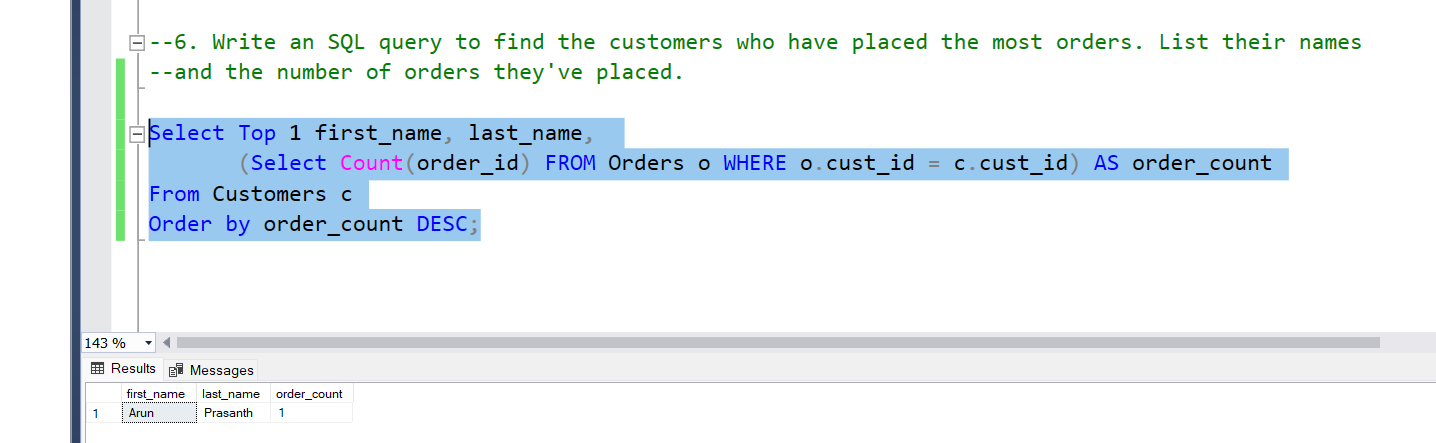 --6. Write an SQL query to find the customers who have placed the most orders. List their names
--and the number of orders they've placed.
Select Top 1 first_name, last_name,
(Select Count(order_id) FROM Orders o WHERE o.cust_id = c.cust_id) AS order_count
From Customers c
Order by order_count DESC;
143 %
Results Messages
first_name last_name order_count
1 Arun Prasanth 1